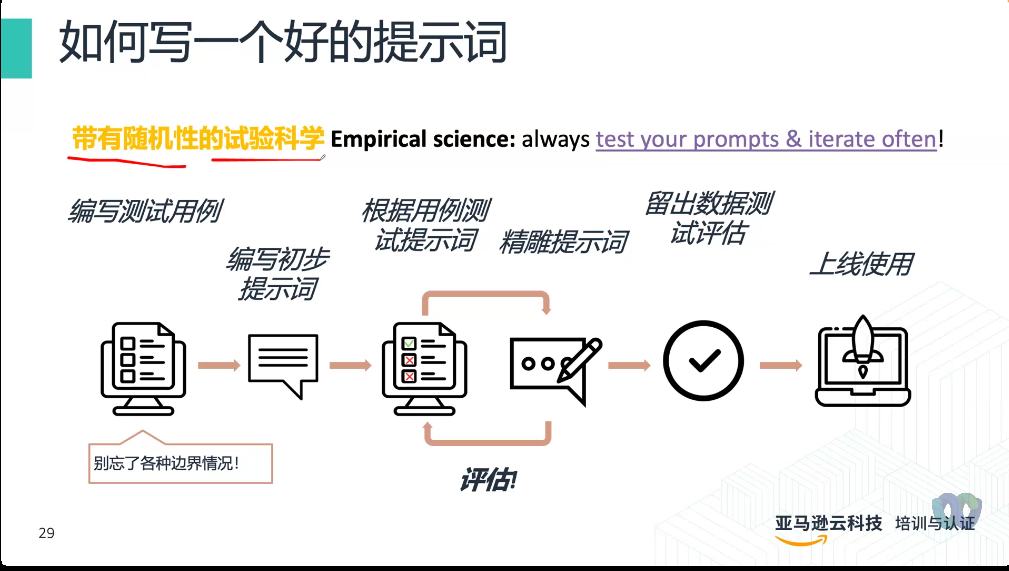 如何写一个好的提示词
带有随机性的试验科学 Empirical science: always test your prompts & iterate often!
编写测试用例
编写初步
提示词
根据用例测
试提示词
精雕提示词
留出数据测
试评估
上线使用
别忘了各种边界情况!
评估!
29
亚马逊云科技 培训与认证